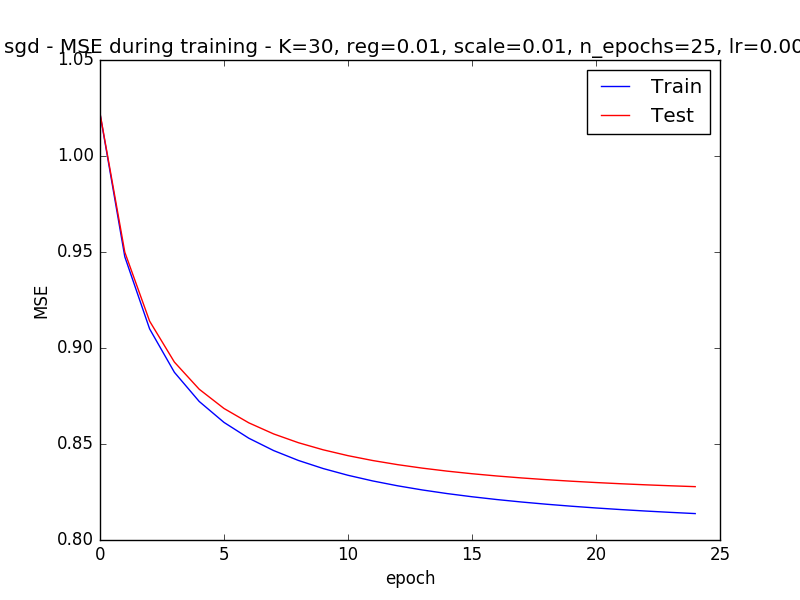 sgd - MSE during training - K=30, reg=0.01, scale=0.01, n_epochs=25, lr=0.00
1.05
Train
Test
1.00
0.95
MSE
0.90
0.85
0.80
0 5 10 15 20 25
epoch